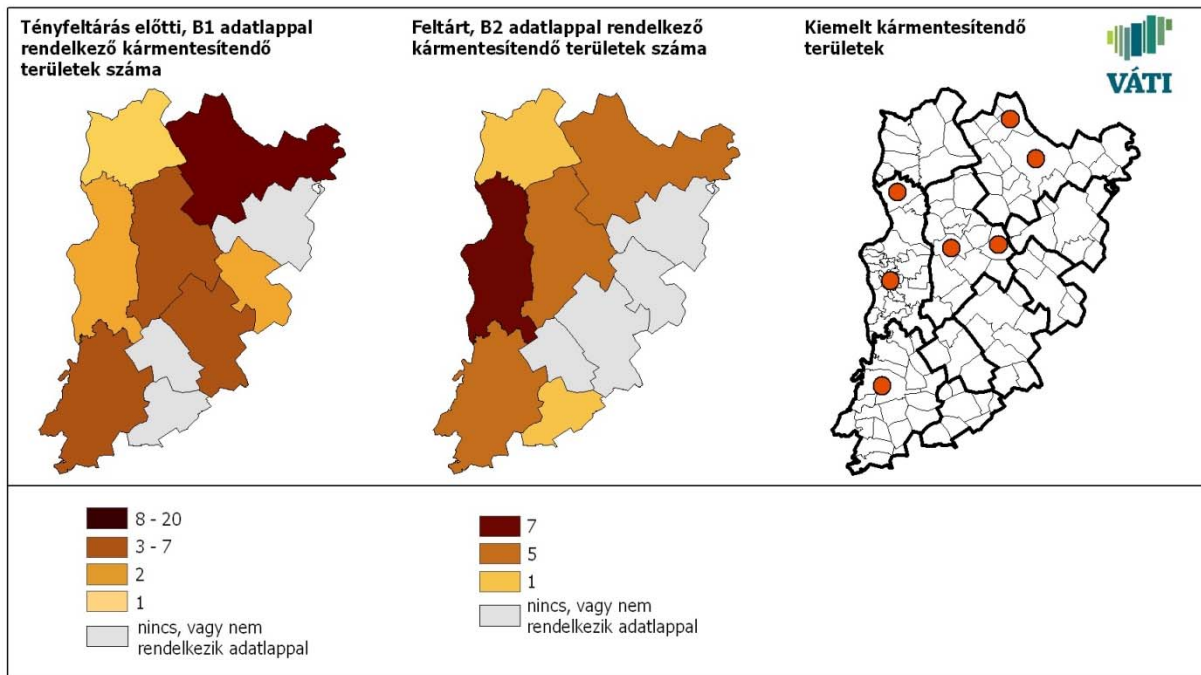 Tényfeltárás előtti, B1 adatlappal
rendelkező kármentesítendő
területek száma
Feltárt, B2 adatlappal rendelkező
kármentesítendő területek száma
Kiemelt kármentesítendő
területek
VÁTI
8 - 20
3 - 7
2
1
nincs, vagy nem
rendelkezik adatlappal
7
5
1
nincs, vagy nem
rendelkezik adatlappal